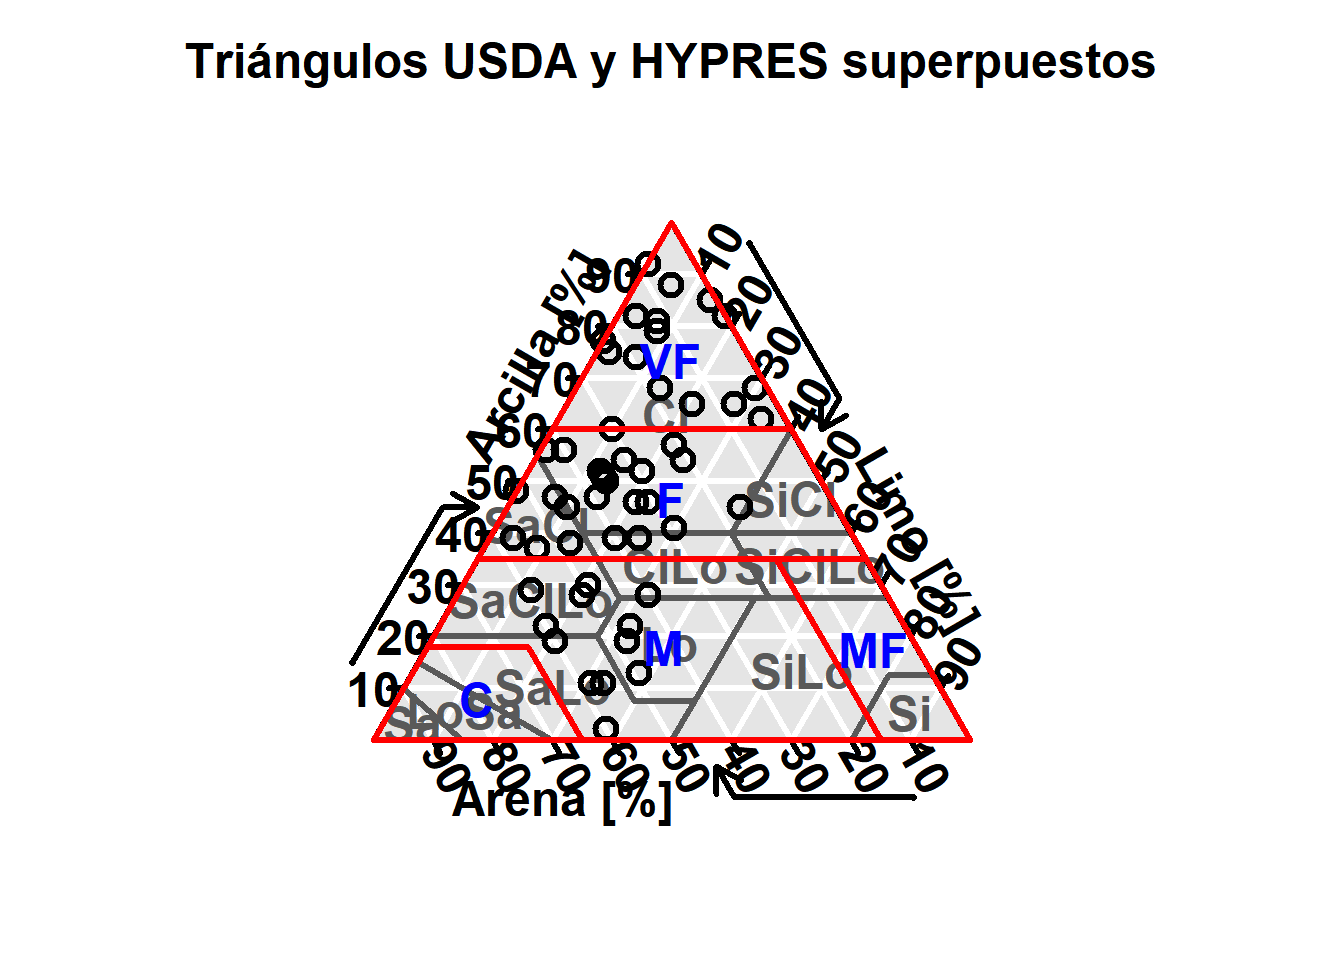 Triángulos USDA y HYPRES superpuestos
Arcilla [%]
90
80
70
60
50
40
30
20
10
10
20
30
40
50
60
70
80
90
Limo [%]
VF
Cl
F
SiCl
SaCl
ClLo
SiClLo
SaClLo
M
Lo
MF
SiLo
SaLo
C
LoSa
Sa
Si
90
80
70
60
50
40
30
20
10
Arena [%]